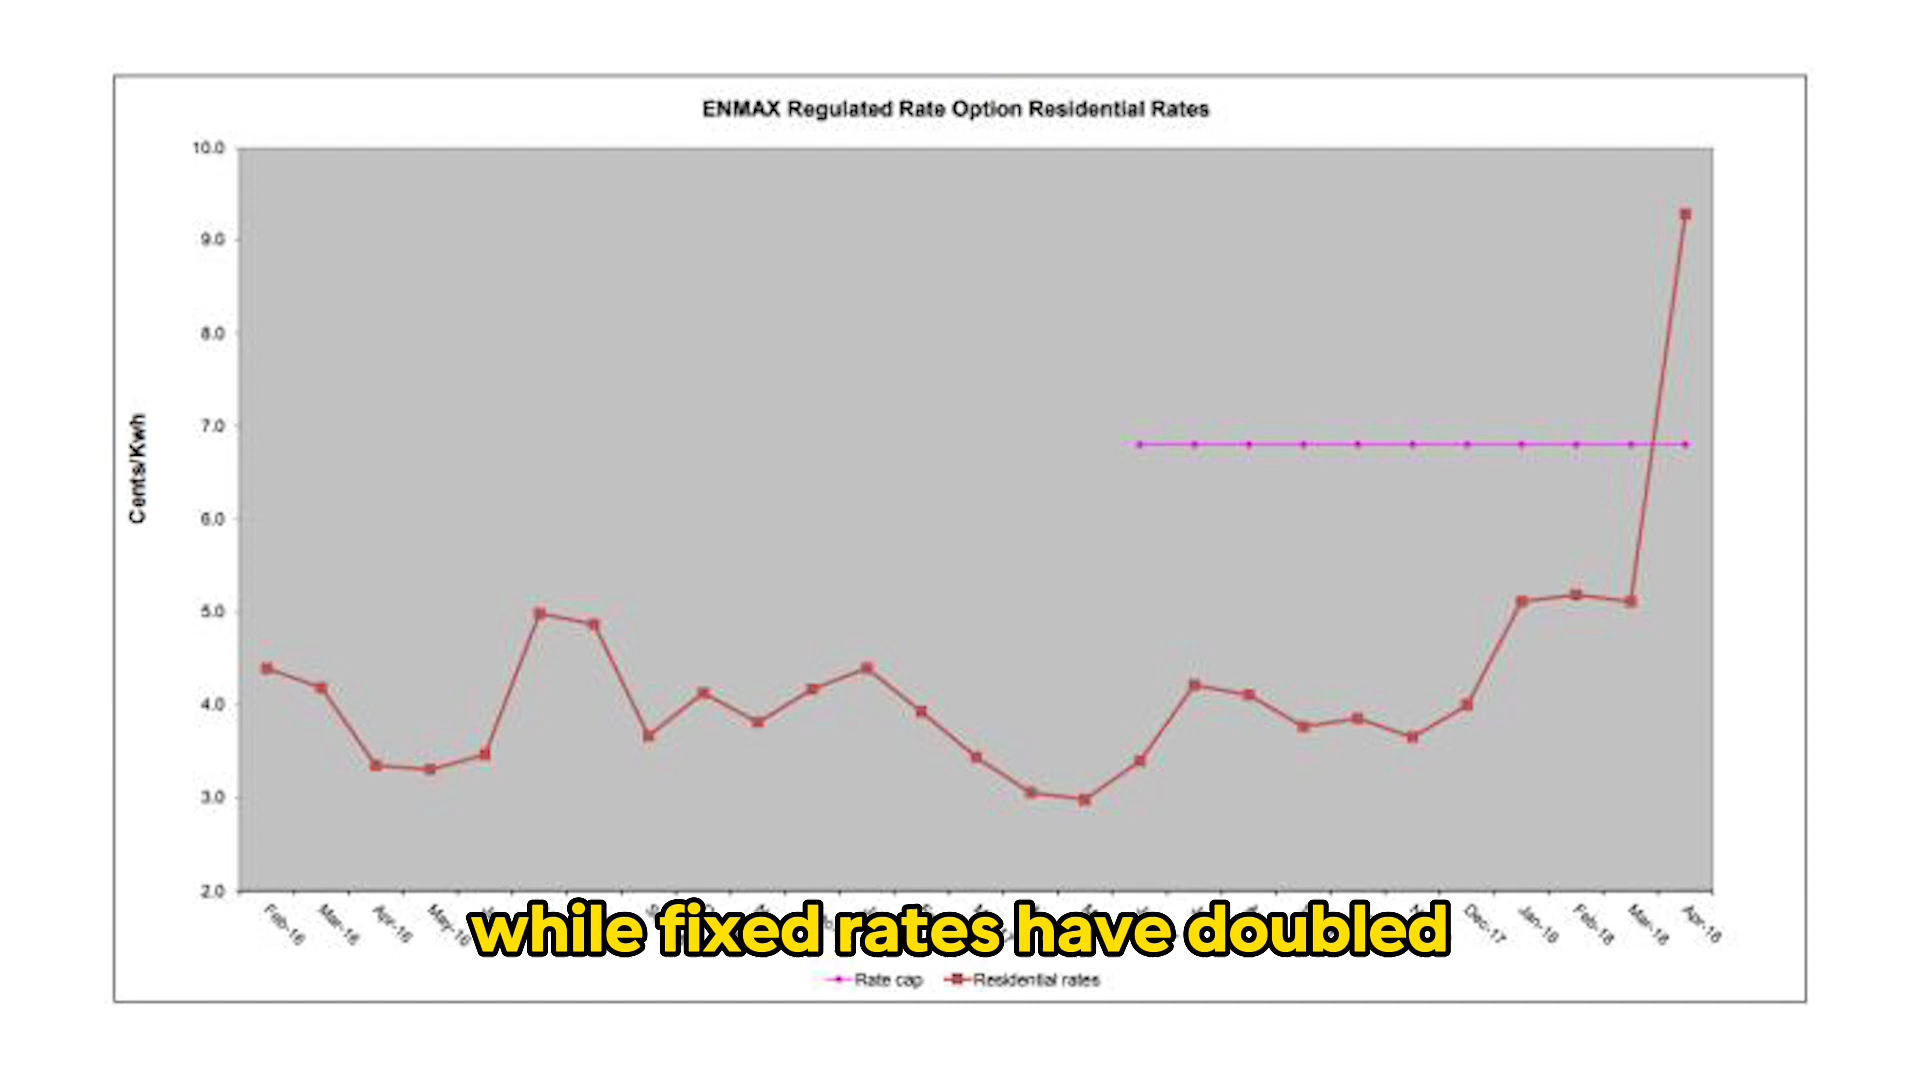 ENMAX Regulated Rate Option Residential Rates
10.0
9.0
8.0
7.0
6.0
5.0
4.0
3.0
2.0
Cents/Kwh
Feb-16
Mar-16
Apr-16
May-16
Dec-17
Jan-18
Feb-18
Mar-18
Apr-18
while fixed rates have doubled
Rate cap
Residential rates